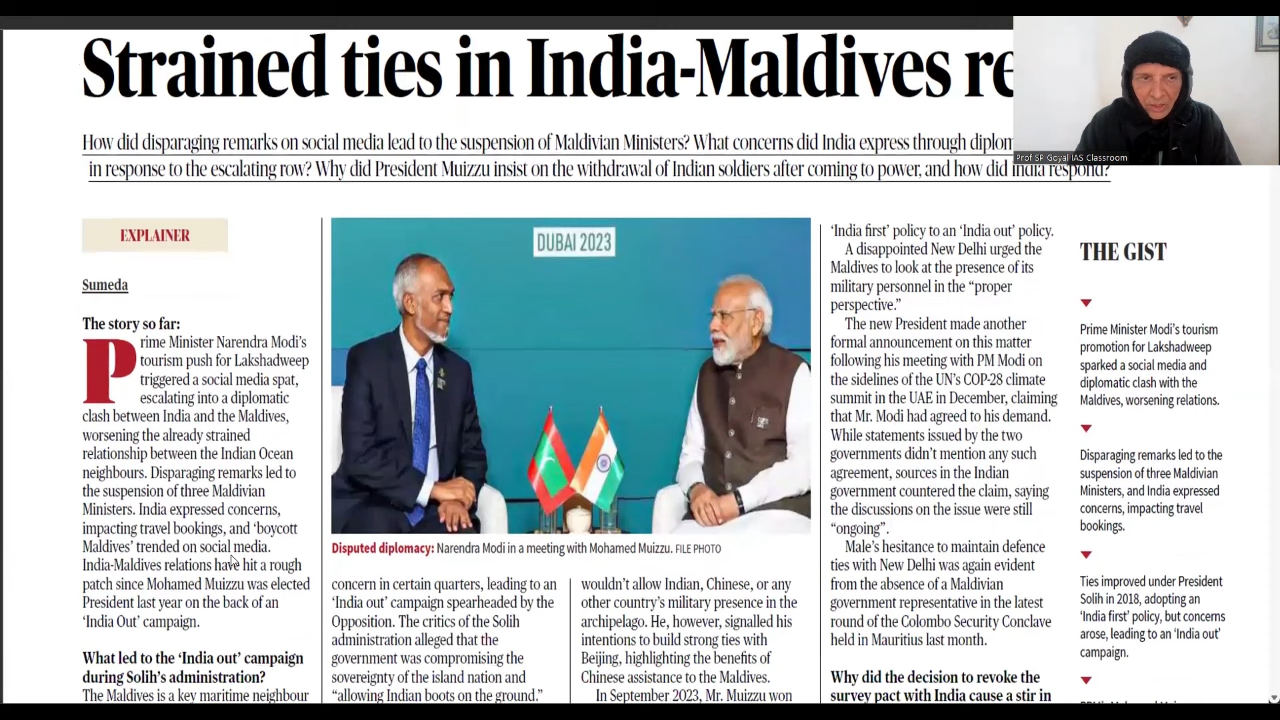 Strained ties in India-Maldives re
How did disparaging remarks on social media lead to the suspension of Maldivian Ministers? What concerns did India express through diplom
in response to the escalating row? Why did President Muizzu insist on the withdrawal of Indian soldiers after coming to power, and how did India respond?
Prof SP Goyal IAS Classroom
EXPLAINER
Sumeda
The story so far:
Prime Minister Narendra Modi's
tourism push for Lakshadweep
triggered a social media spat,
escalating into a diplomatic
clash between India and the Maldives,
worsening the already strained
relationship between the Indian Ocean
neighbours. Disparaging remarks led to
the suspension of three Maldivian
Ministers. India expressed concerns,
impacting travel bookings, and 'boycott
Maldives' trended on social media.
India-Maldives relations have hit a rough
patch since Mohamed Muizzu was elected
President last year on the back of an
'India Out' campaign.
What led to the 'India out' campaign
during Solih's administration?
The Maldives is a key maritime neighbour
DUBAI 2023
Disputed diplomacy: Narendra Modi in a meeting with Mohamed Muizzu. FILE PHOTO
concern in certain quarters, leading to an
'India out' campaign spearheaded by the
Opposition. The critics of the Solih
administration alleged that the
government was compromising the
sovereignty of the island nation and
"allowing Indian boots on the ground."
wouldn't allow Indian, Chinese, or any
other country's military presence in the
archipelago. He, however, signalled his
intentions to build strong ties with
Beijing, highlighting the benefits of
Chinese assistance to the Maldives.
In September 2023, Mr. Muizzu won
'India first' policy to an 'India out' policy.
A disappointed New Delhi urged the
Maldives to look at the presence of its
military personnel in the "proper
perspective."
The new President made another
formal announcement on this matter
following his meeting with PM Modi on
the sidelines of the UN's COP-28 climate
summit in the UAE in December, claiming
that Mr. Modi had agreed to his demand.
While statements issued by the two
governments didn't mention any such
agreement, sources in the Indian
government countered the claim, saying
the discussions on the issue were still
"ongoing".
Male's hesitance to maintain defence
ties with New Delhi was again evident
from the absence of a Maldivian
government representative in the latest
round of the Colombo Security Conclave
held in Mauritius last month.
Why did the decision to revoke the
survey pact with India cause a stir in
THE GIST
Prime Minister Modi's tourism
promotion for Lakshadweep
sparked a social media and
diplomatic clash with the
Maldives, worsening relations.
Disparaging remarks led to the
suspension of three Maldivian
Ministers, and India expressed
concerns, impacting travel
bookings.
Ties improved under President
Solih in 2018, adopting an
'India first' policy, but concerns
arose, leading to an 'India out'
campaign.